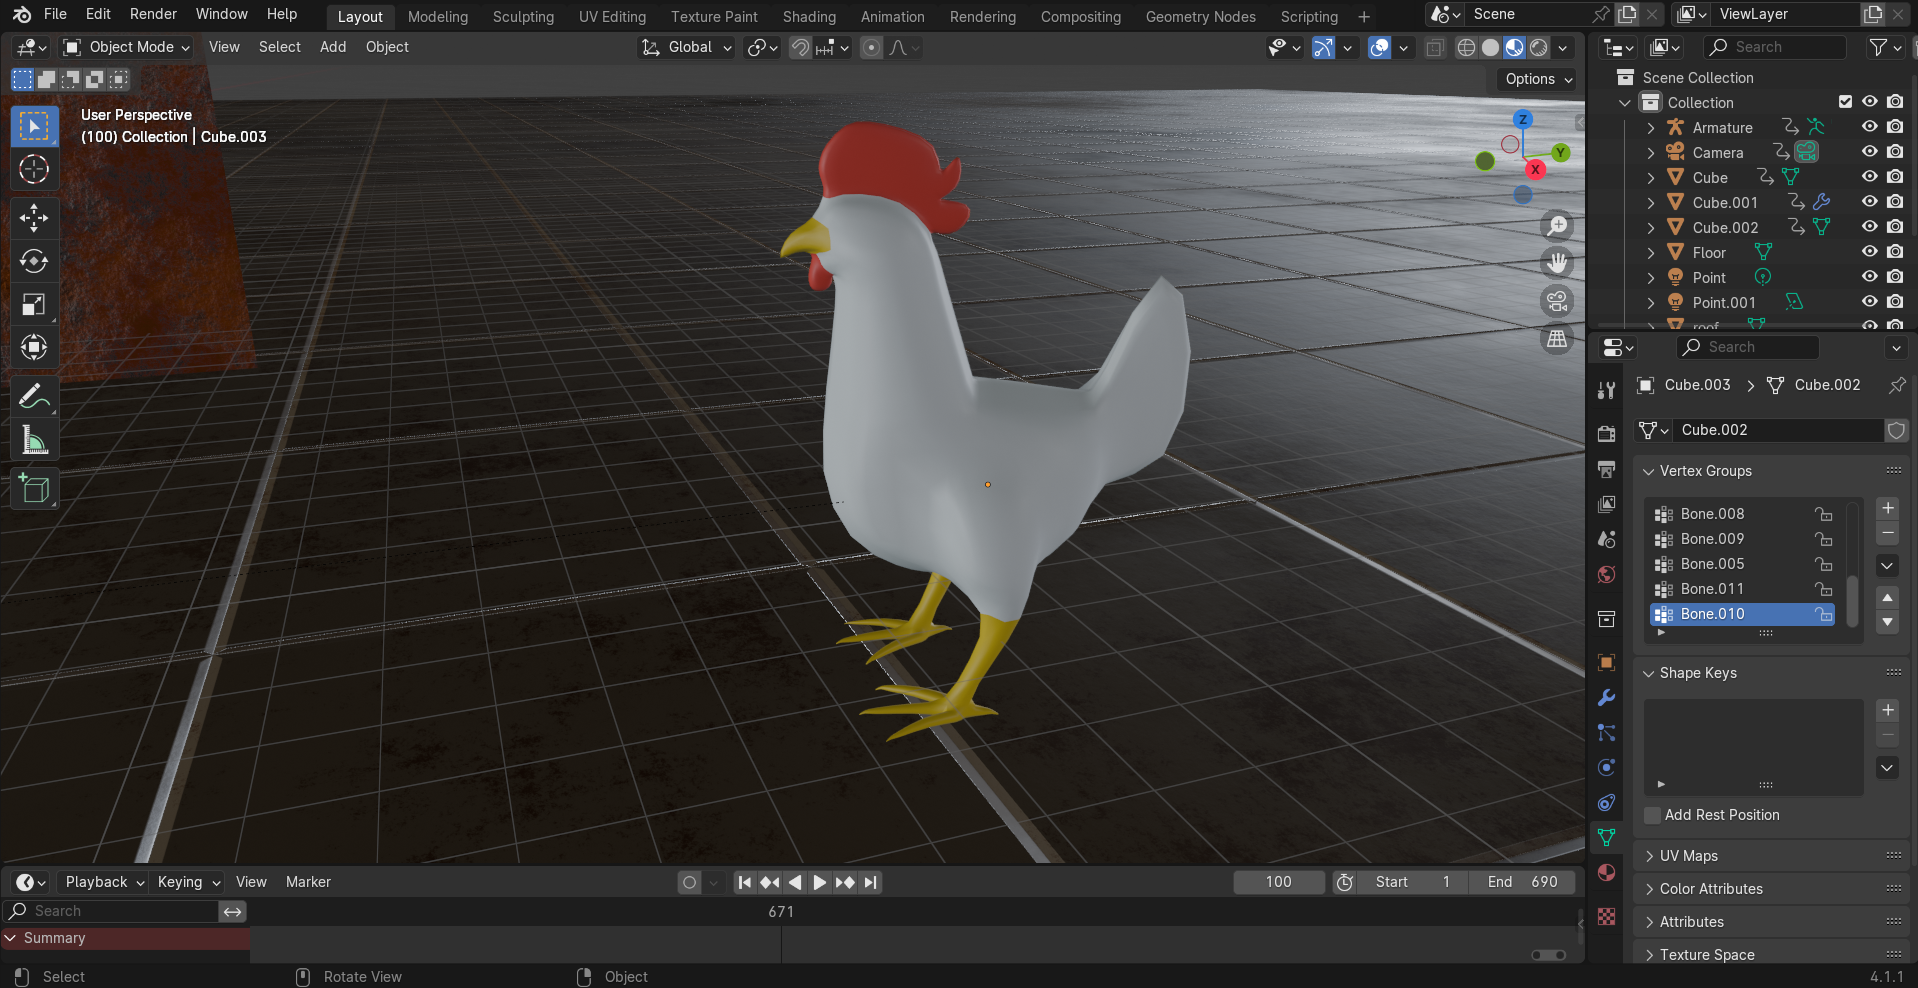 File Edit Render Window Help Layout Modeling Sculpting UV Editing Texture Paint Shading Animation Rendering Compositing Geometry Nodes Scripting + Scene ViewLayer
Object Mode View Select Add Object Global Search
Options
User Perspective
(100) Collection | Cube.003
Z
Y
X
Scene Collection
Collection
Armature
Camera
Cube
Cube.001
Cube.002
Floor
Point
Point.001
roof
Search
Cube.003 > Cube.002
Cube.002
Vertex Groups
Bone.008
Bone.009
Bone.005
Bone.011
Bone.010
Shape Keys
Add Rest Position
UV Maps
Color Attributes
Attributes
Texture Space
Playback Keying View Marker 100 Start 1 End 690
Search 671
Summary
Select Rotate View Object 4.1.1